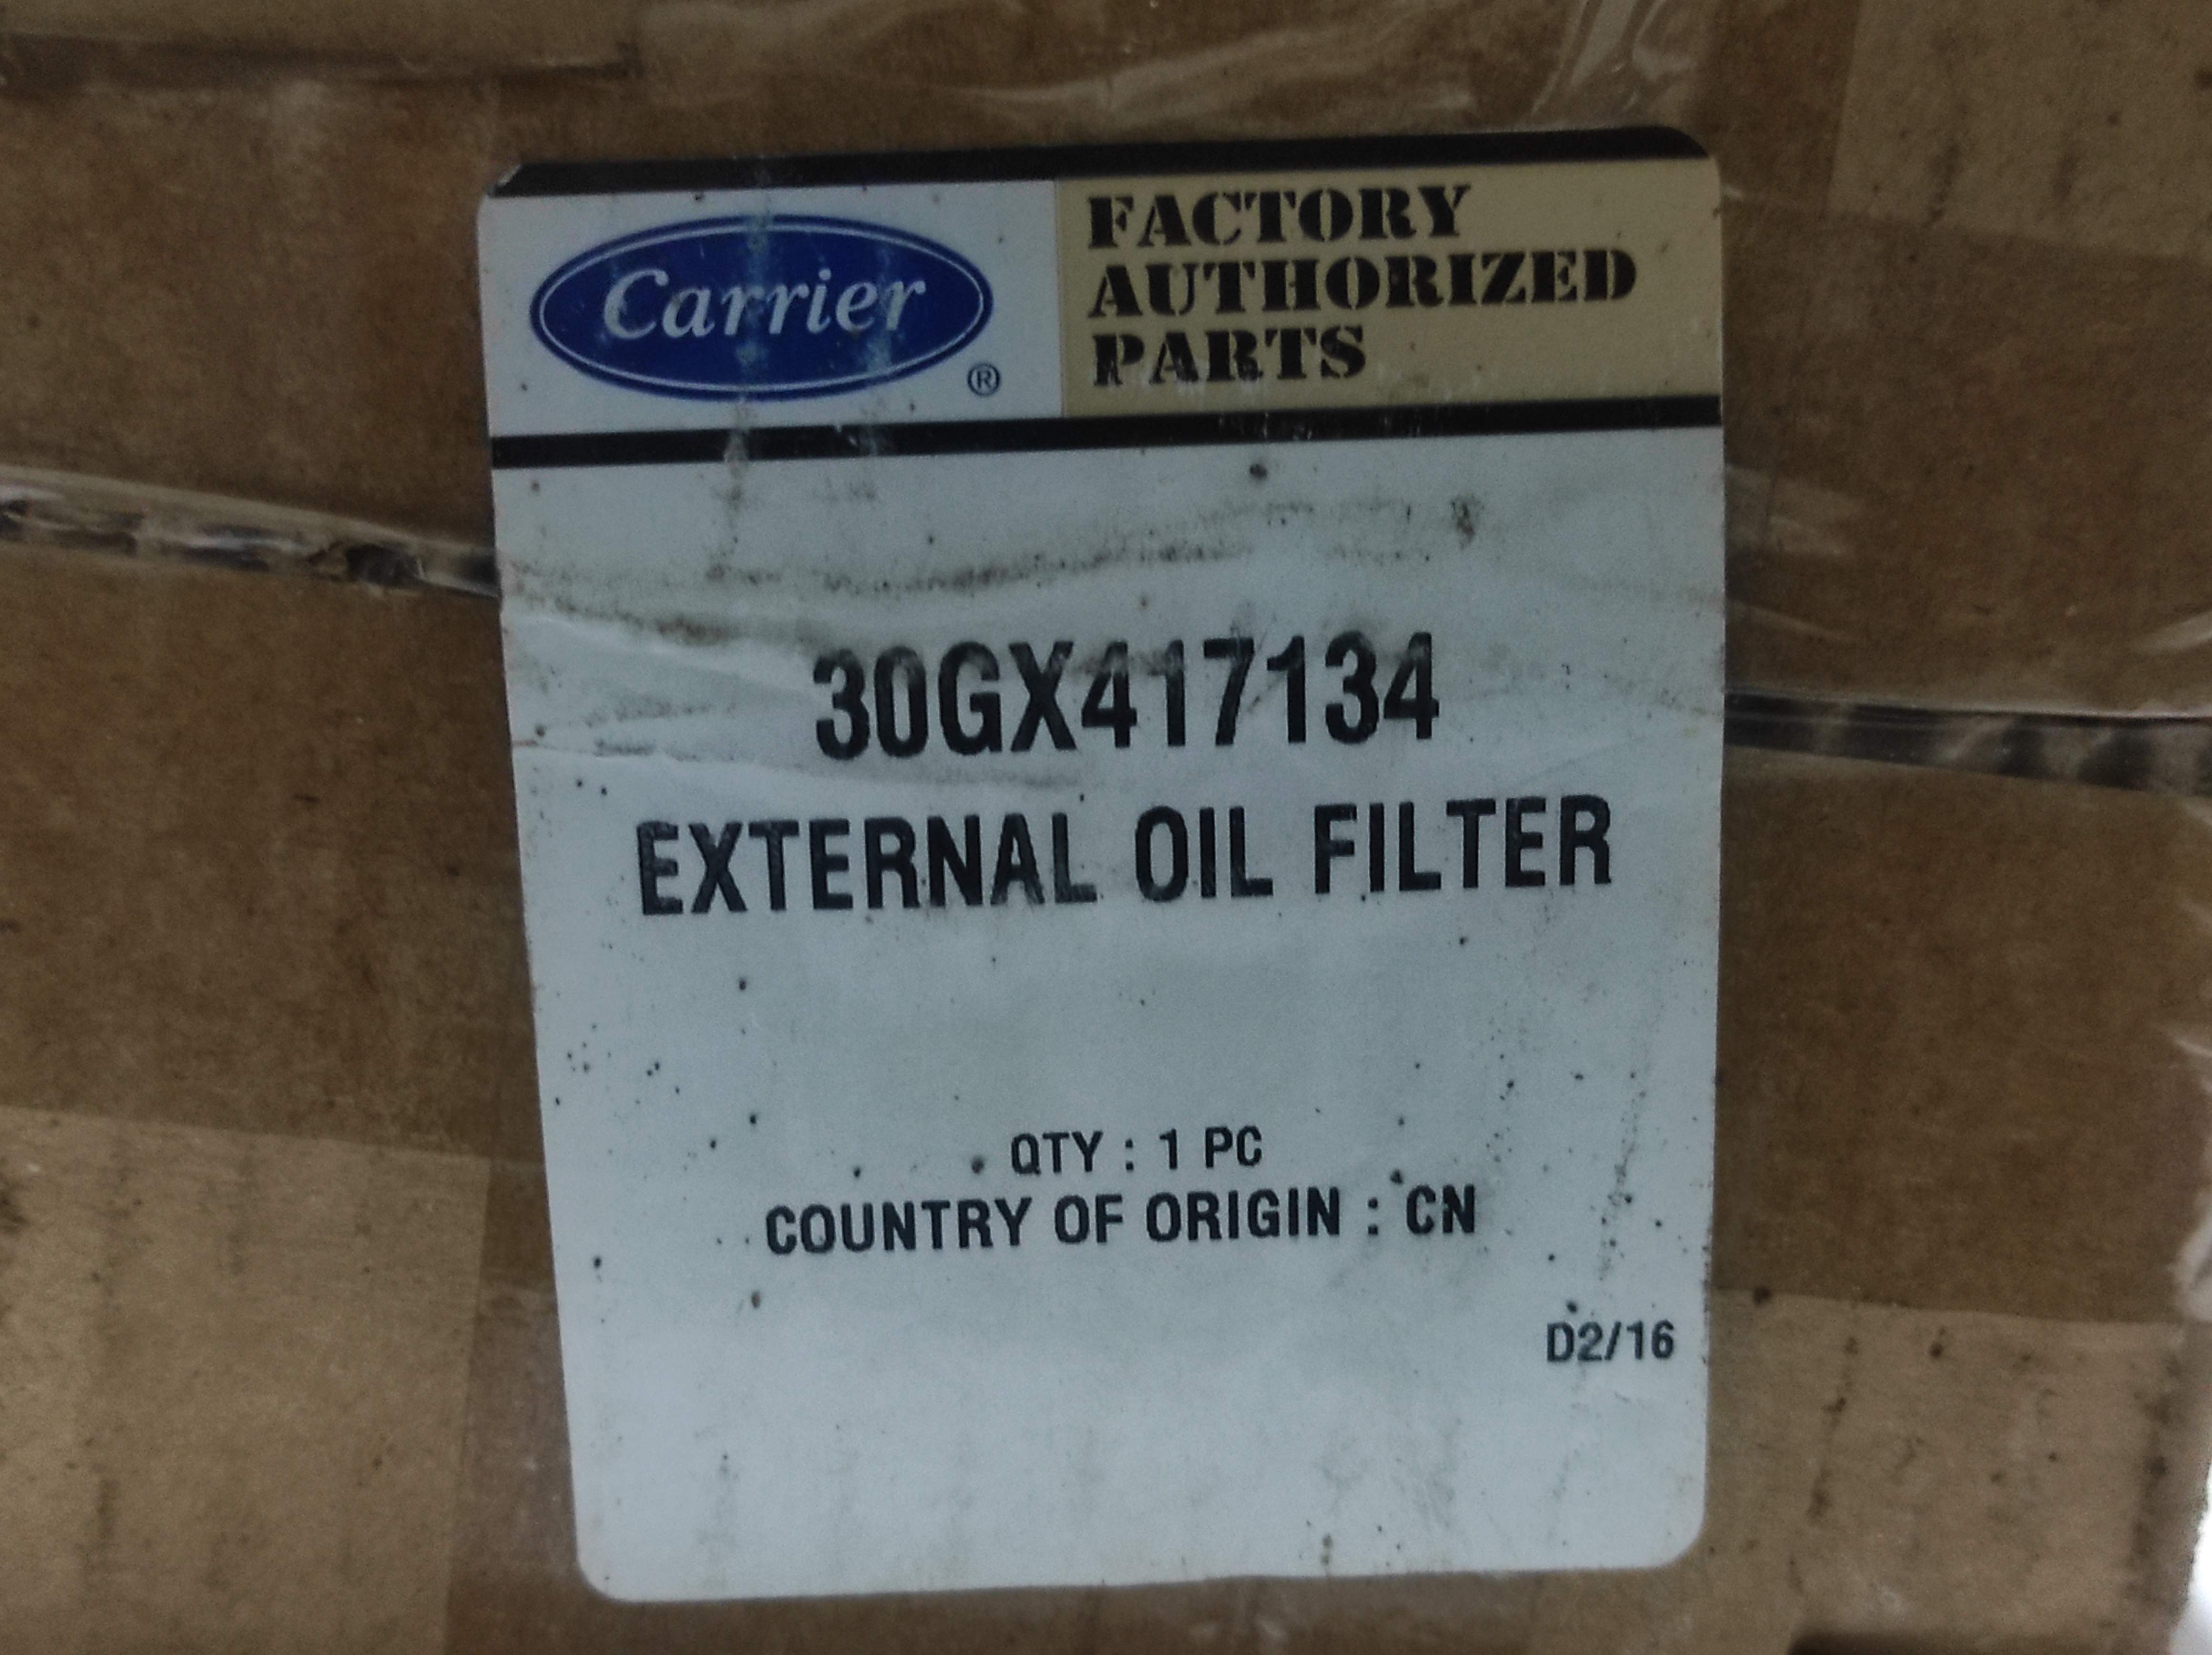 Carrier
®
FACTORY
AUTHORIZED
PARTS
30GX417134
EXTERNAL OIL FILTER
QTY : 1 PC
COUNTRY OF ORIGIN : CN
D2/16